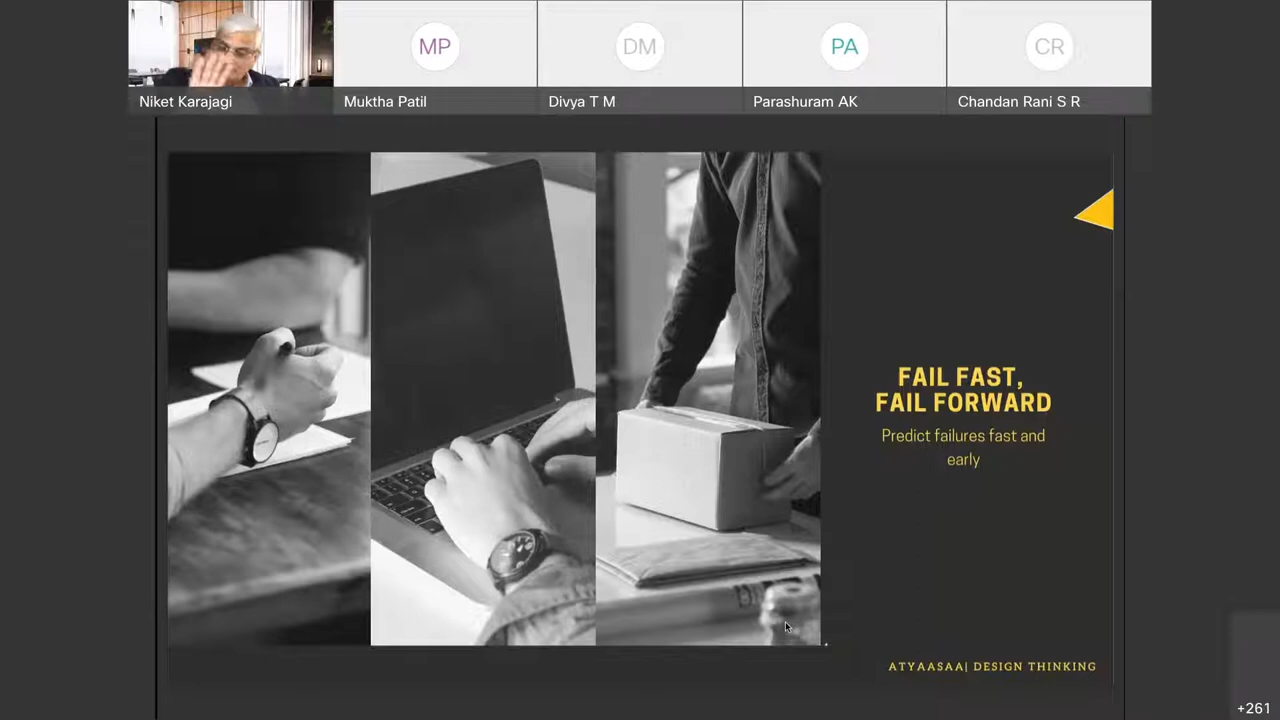 MP
DM
PA
CR
Niket Karajagi
Muktha Patil
Divya T M
Parashuram AK
Chandan Rani S R
FAIL FAST,
FAIL FORWARD
Predict failures fast and
early
ATYAASAA| DESIGN THINKING
+261